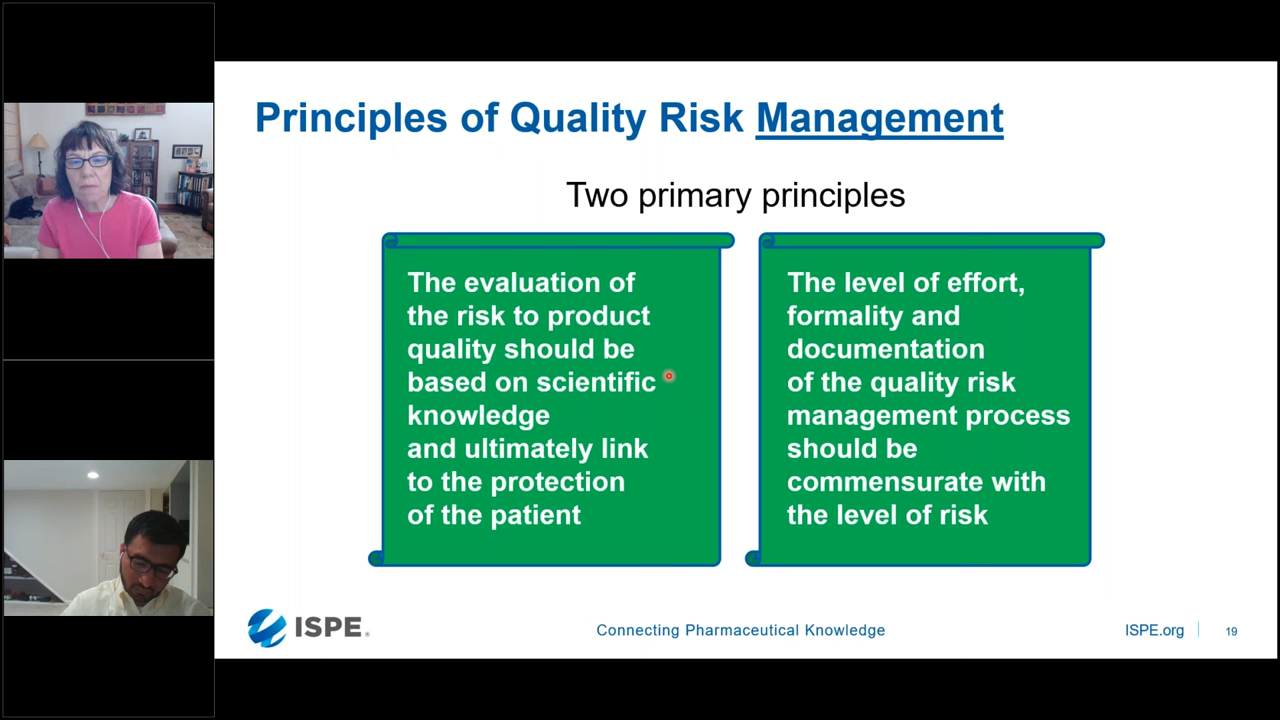 Principles of Quality Risk Management
Two primary principles
The evaluation of
the risk to product
quality should be
based on scientific
knowledge
and ultimately link
to the protection
of the patient
The level of effort,
formality and
documentation
of the quality risk
management process
should be
commensurate with
the level of risk
ISPE®
Connecting Pharmaceutical Knowledge
ISPE.org
19